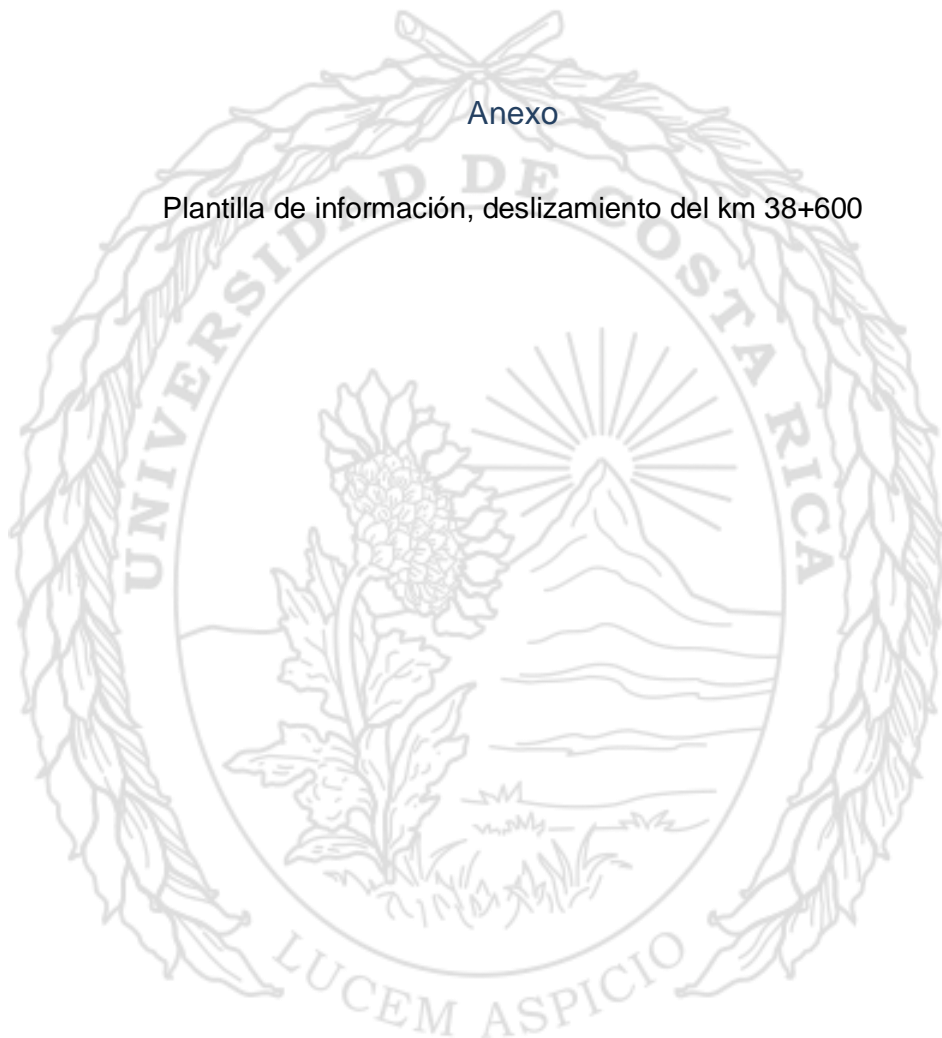 Anexo
Plantilla de información, deslizamiento del km 38+600
UNIVERSIDAD DE COSTA RICA
LUCEM ASPICIO